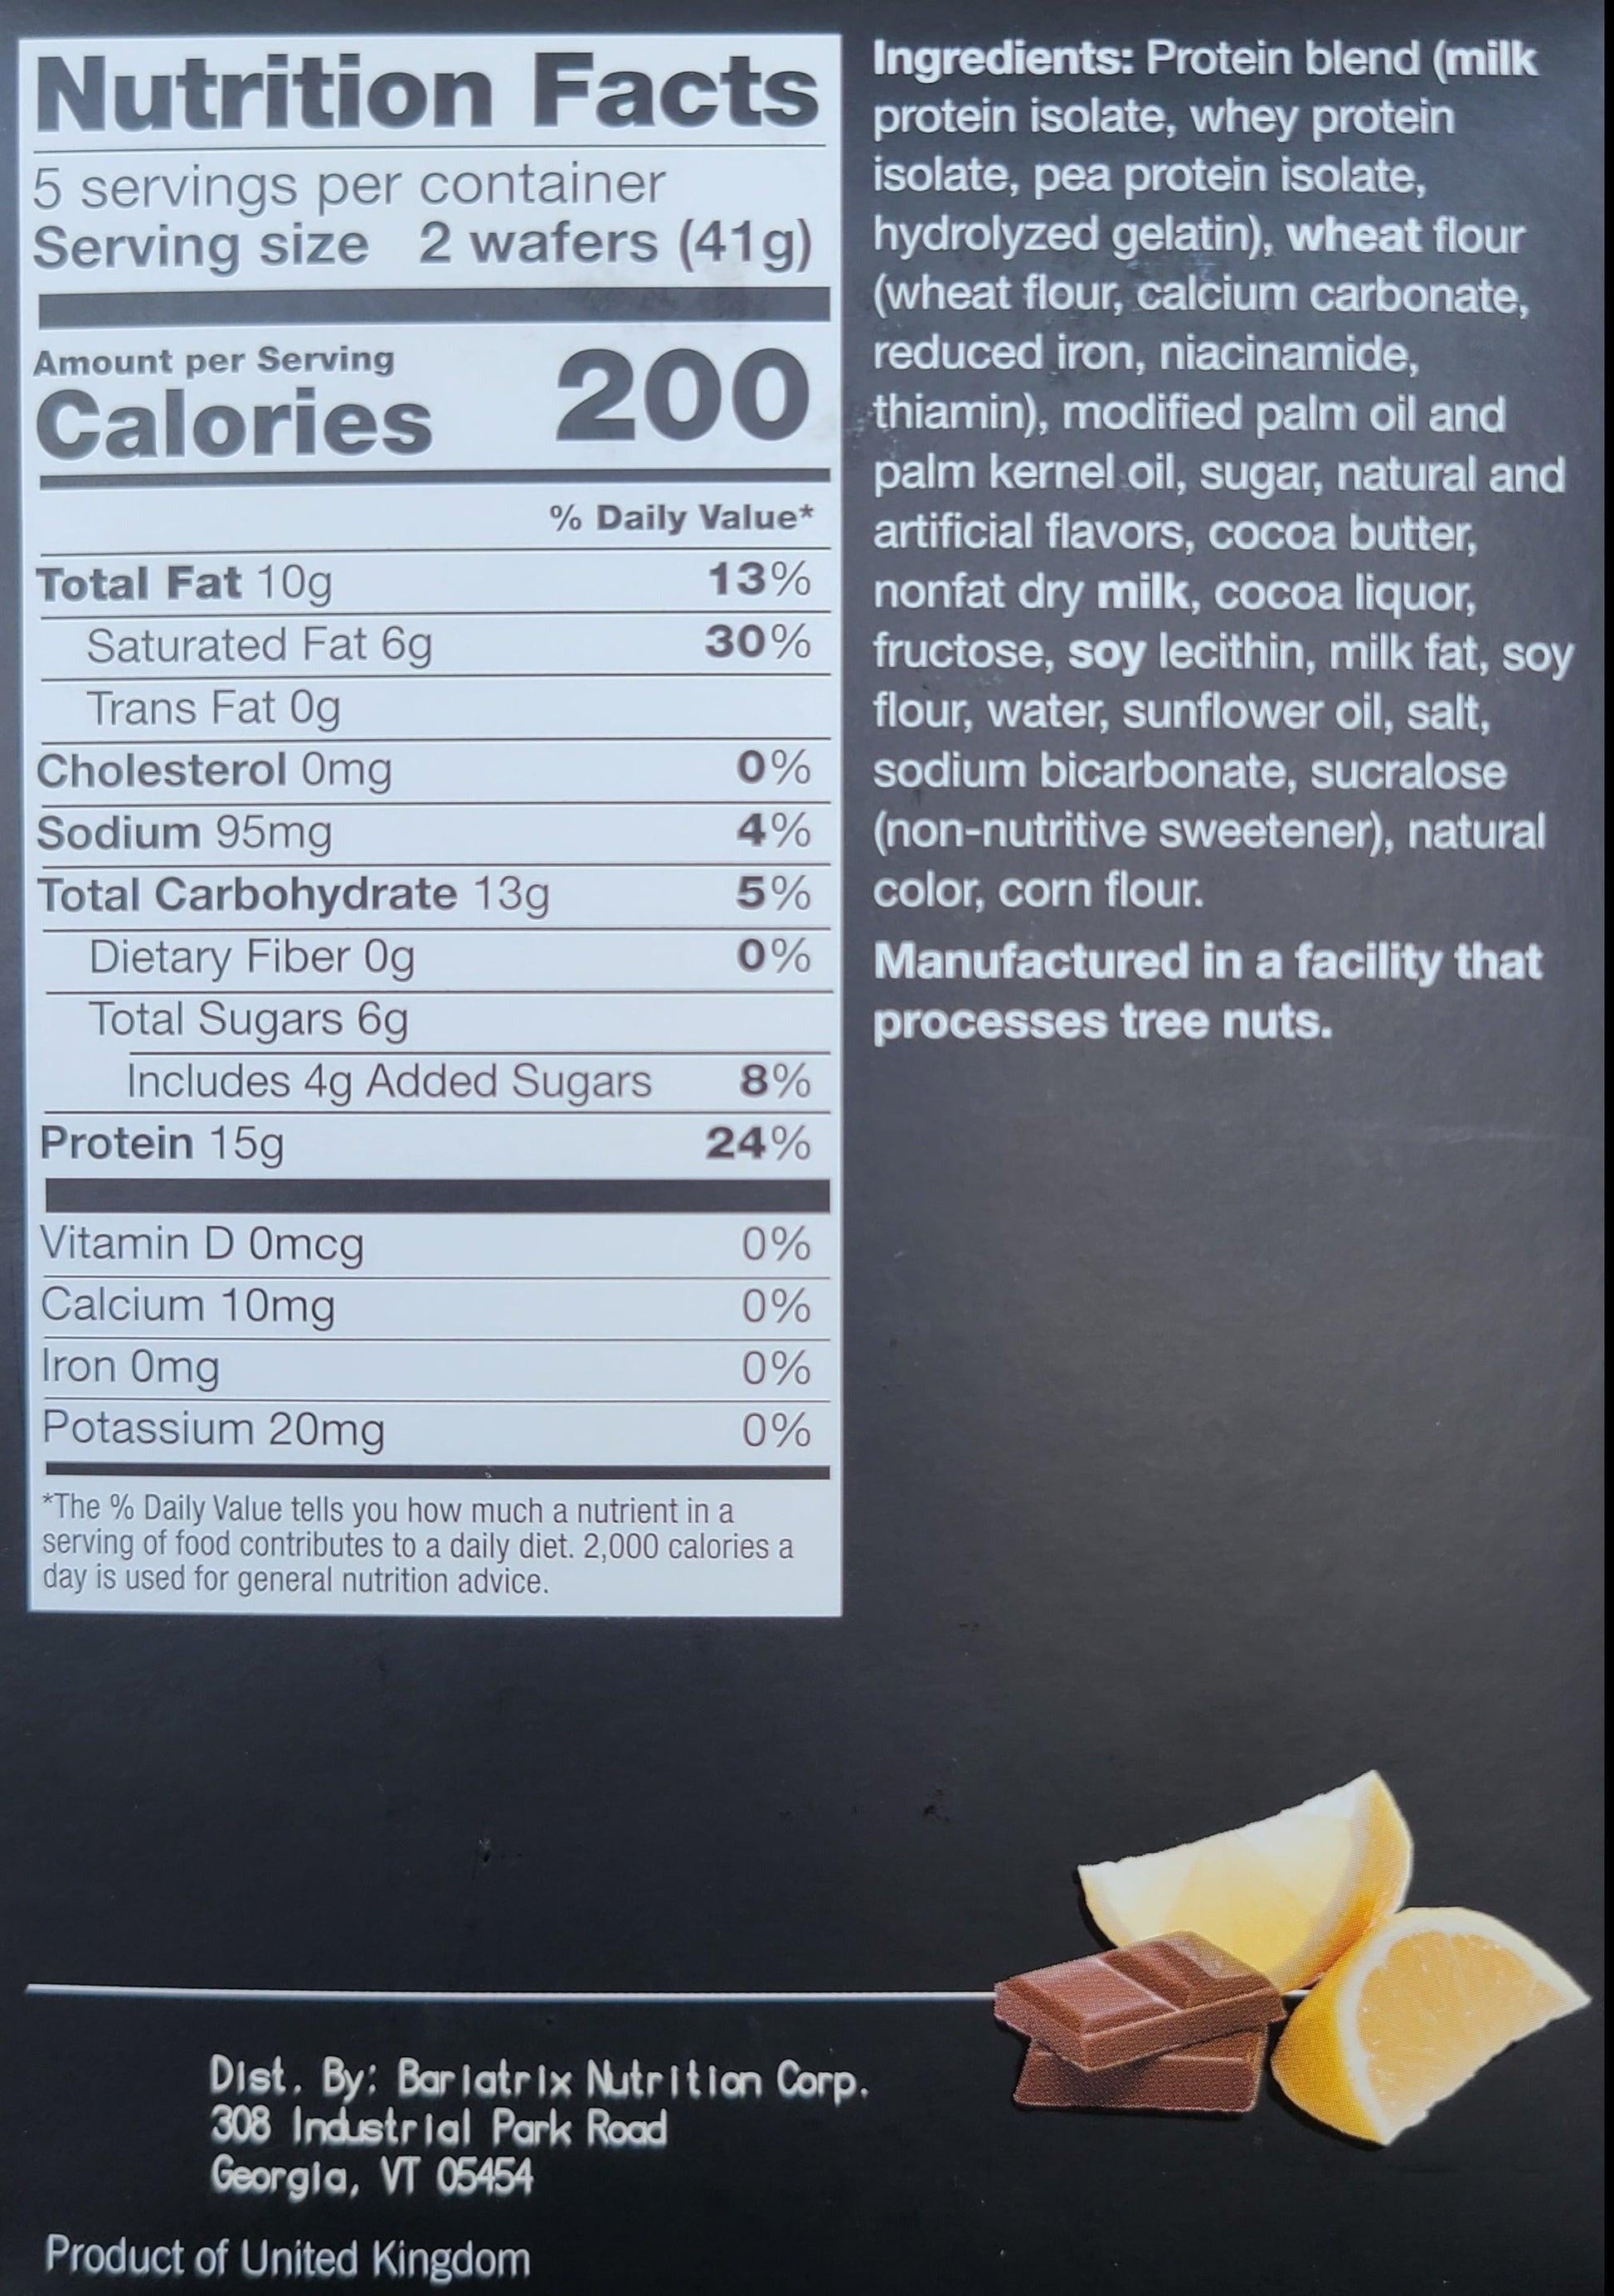 Nutrition Facts
5 servings per container
Serving size 2 wafers (41g)
Amount per Serving
Calories 200
% Daily Value*
Total Fat 10g 13%
Saturated Fat 6g 30%
Trans Fat 0g
Cholesterol 0mg 0%
Sodium 95mg 4%
Total Carbohydrate 13g 5%
Dietary Fiber 0g 0%
Total Sugars 6g
Includes 4g Added Sugars 8%
Protein 15g 24%
Vitamin D 0mcg 0%
Calcium 10mg 0%
Iron 0mg 0%
Potassium 20mg 0%
*The % Daily Value tells you how much a nutrient in a
serving of food contributes to a daily diet. 2,000 calories a
day is used for general nutrition advice.
Ingredients: Protein blend (milk
protein isolate, whey protein
isolate, pea protein isolate,
hydrolyzed gelatin), wheat flour
(wheat flour, calcium carbonate,
reduced iron, niacinamide,
thiamin), modified palm oil and
palm kernel oil, sugar, natural and
artificial flavors, cocoa butter,
nonfat dry milk, cocoa liquor,
fructose, soy lecithin, milk fat, soy
flour, water, sunflower oil, salt,
sodium bicarbonate, sucralose
(non-nutritive sweetener), natural
color, corn flour.
Manufactured in a facility that
processes tree nuts.
Dist. By: Bariatrix Nutrition Corp.
308 Industrial Park Road
Georgia, VT 05454
Product of United Kingdom